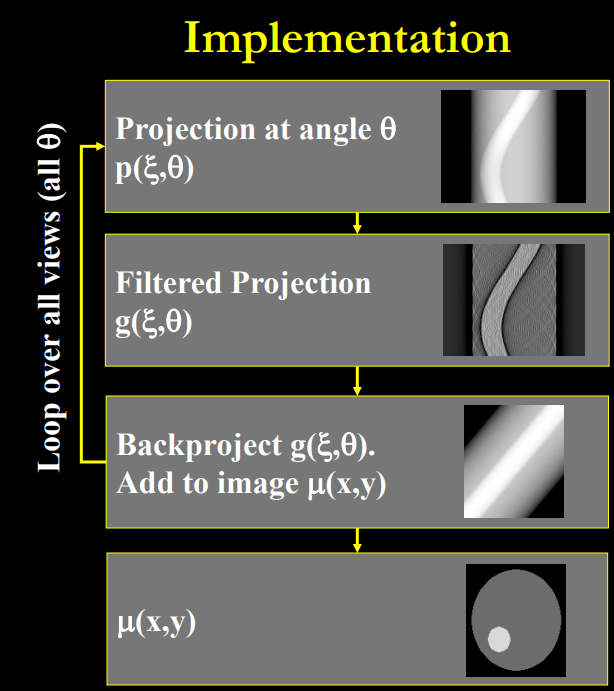 Implementation
Loop over all views (all θ)
Projection at angle θ
p(ξ,θ)
Filtered Projection
g(ξ,θ)
Backproject g(ξ,θ).
Add to image μ(x,y)
μ(x,y)